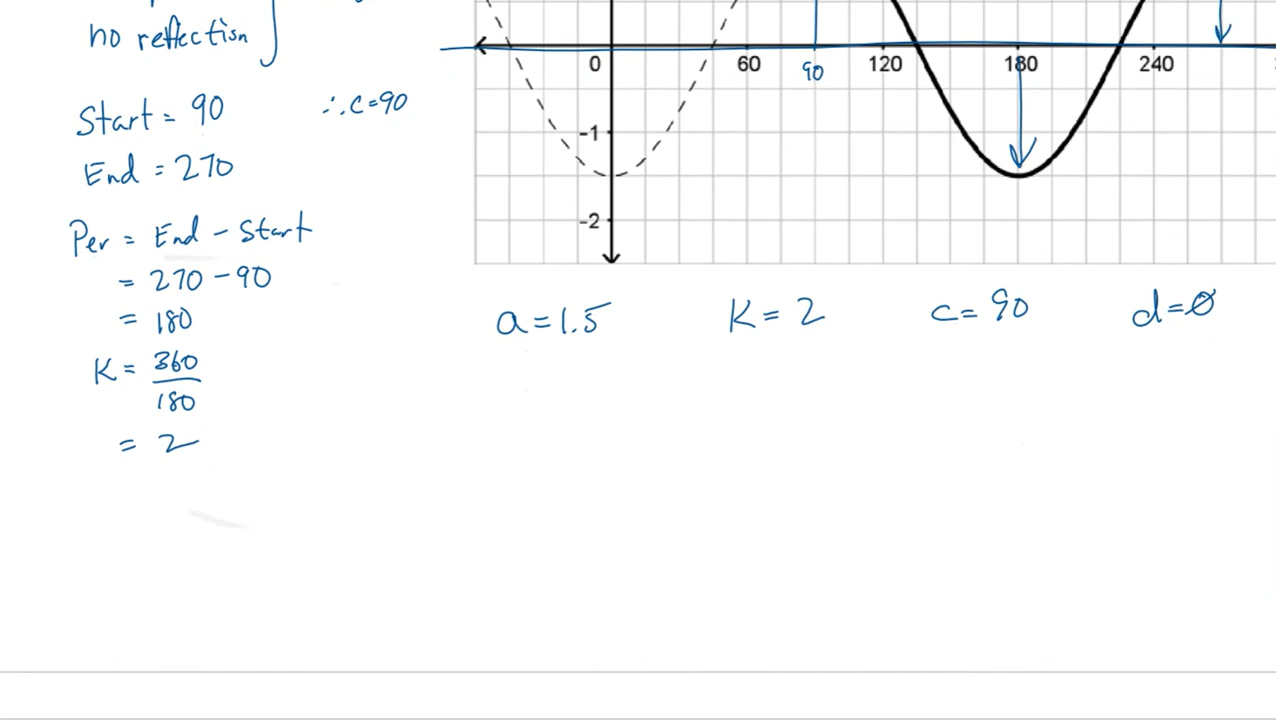 no reflection
Start = 90 ∴ c=90
End = 270
Per = End - Start
= 270 - 90
= 180
K = 360
180
= 2
0 60 90 120 180 240
-1
-2
a = 1.5 K = 2 c = 90 d = 0